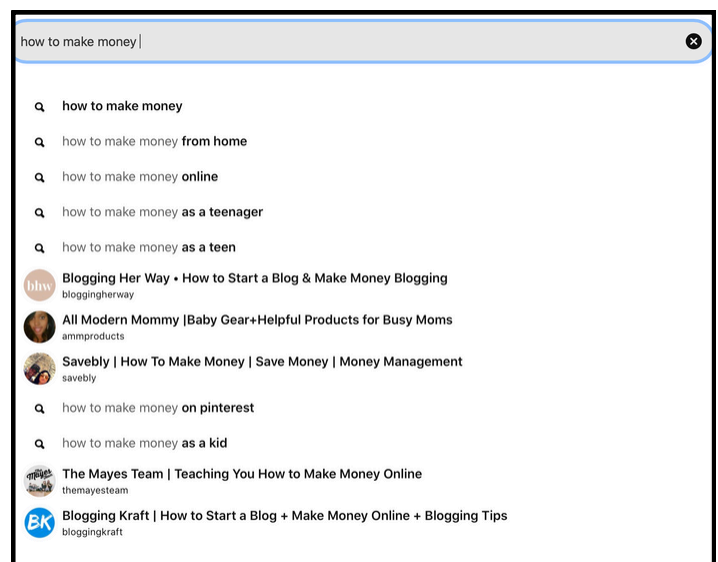 how to make money
how to make money
how to make money from home
how to make money online
how to make money as a teenager
how to make money as a teen
bhw
Blogging Her Way • How to Start a Blog & Make Money Blogging
bloggingherway
All Modern Mommy |Baby Gear+Helpful Products for Busy Moms
ammproducts
Savebly | How To Make Money | Save Money | Money Management
savebly
how to make money on pinterest
how to make money as a kid
The Mayes Team | Teaching You How to Make Money Online
themayesteam
BK
Blogging Kraft | How to Start a Blog + Make Money Online + Blogging Tips
bloggingkraft